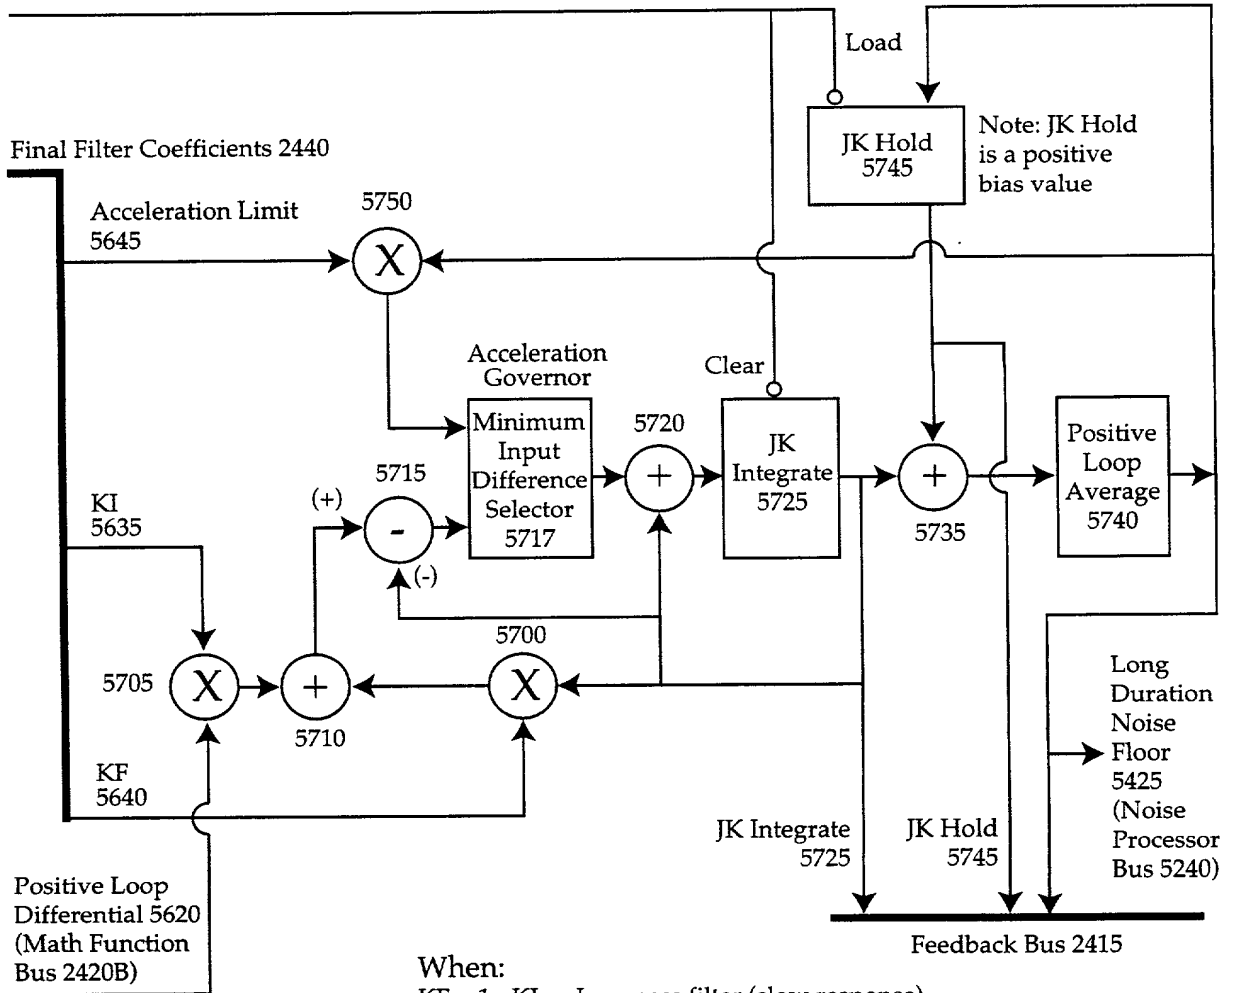 Load
JK Hold
5745
Note: JK Hold
is a positive
bias value
Final Filter Coefficients 2440
Acceleration Limit
5645
5750
X
Acceleration
Governor
Minimum
Input
Difference
Selector
5717
Clear
5720
+
JK
Integrate
5725
+
5735
Positive
Loop
Average
5740
5715
(+)
-
(-)
KI
5635
5705
X
+
5710
5700
X
KF
5640
JK Integrate
5725
JK Hold
5745
Long
Duration
Noise
Floor
5425
(Noise
Processor
Bus 5240)
Positive Loop
Differential 5620
(Math Function
Bus 2420B)
Feedback Bus 2415
When: